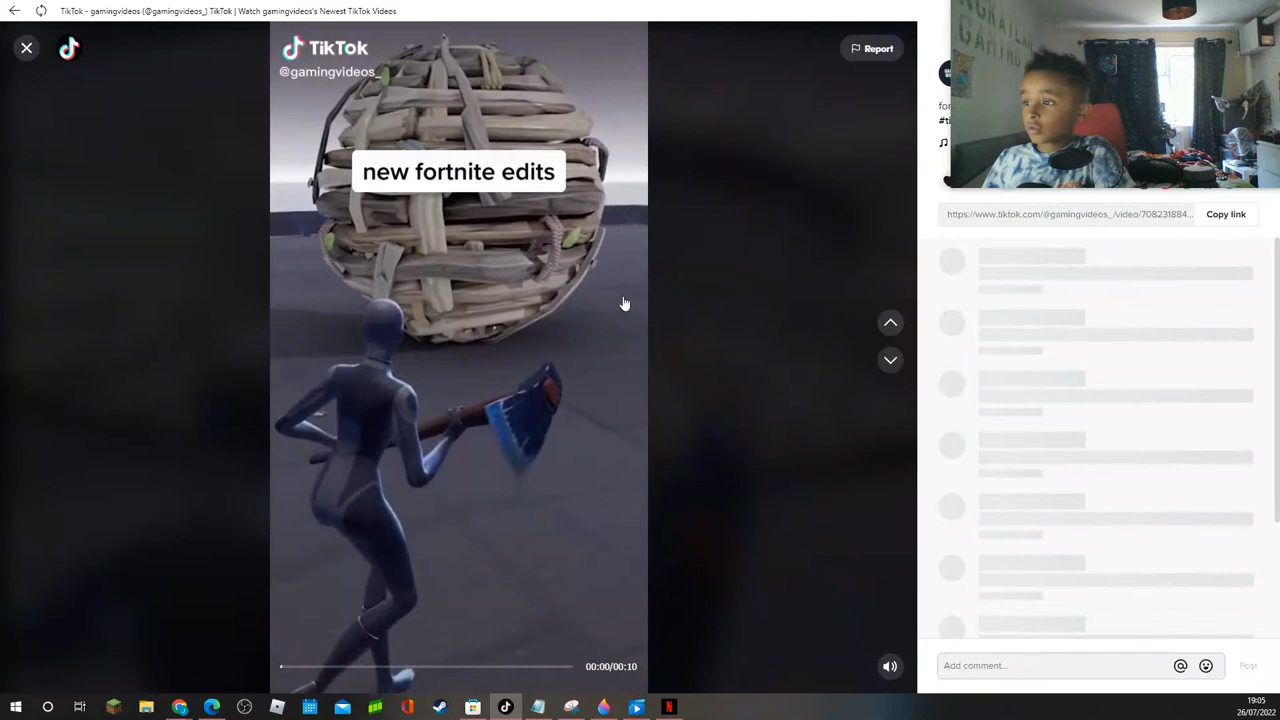 TikTok - gamingvideos (@gamingvideos_) TikTok | Watch gamingvideos's Newest TikTok Videos
TikTok
@gamingvideos_
Report
new fortnite edits
https://www.tiktok.com/@gamingvideos_/video/708231884...
Copy link
00:00/00:10
Add comment...
Post
19:05
26/07/2022